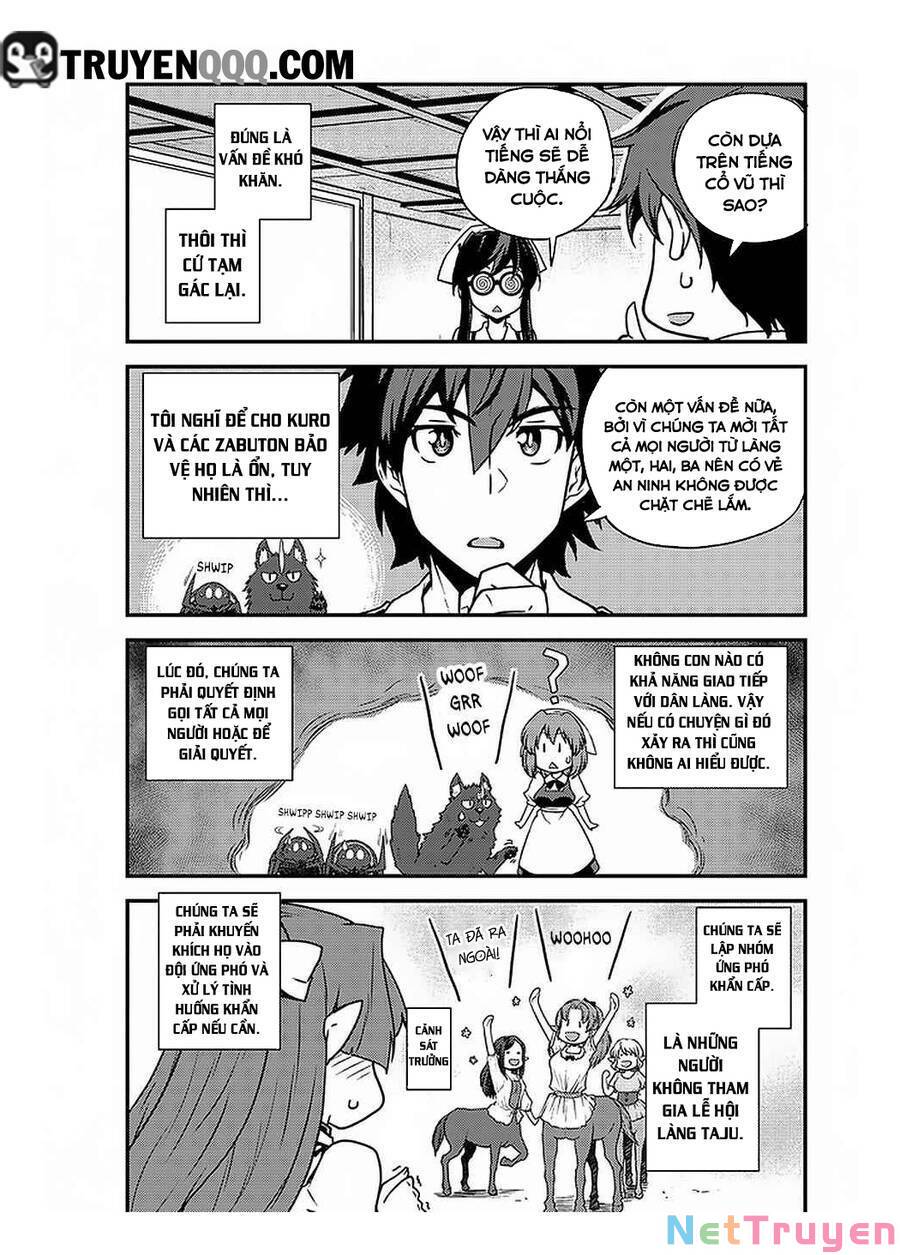 TRUYENQQQ.COM
CÒN DỰA
TRÊN TIẾNG
CỔ VŨ THÌ
SAO?
VẬY THÌ AI NỔI
TIẾNG SẼ DỄ
DÀNG THẮNG
CUỘC.
ĐÚNG LÀ
VẤN ĐỀ KHÓ
KHĂN.
THÔI THÌ
CỨ TẠM
GÁC LẠI.
CÒN MỘT VẤN ĐỀ NỮA,
BỞI VÌ CHÚNG TA MỜI TẤT
CẢ MỌI NGƯỜI TỪ LÀNG
MỘT, HAI, BA NÊN CÓ VẺ
AN NINH KHÔNG ĐƯỢC
CHẶT CHẼ LẮM.
TÔI NGHĨ ĐỂ CHO KURO
VÀ CÁC ZABUTON BẢO
VỆ HỌ LÀ ỔN, TUY
NHIÊN THÌ...
SHWIP
KHÔNG CON NÀO CÓ
KHẢ NĂNG GIAO TIẾP
VỚI DÂN LÀNG. VẬY
NẾU CÓ CHUYỆN GÌ ĐÓ
XẢY RA THÌ CŨNG
KHÔNG AI HIỂU ĐƯỢC.
?
WOOF
GRR
WOOF
SHWIPP SHWIP SHWIP
LÚC ĐÓ, CHÚNG TA
PHẢI QUYẾT ĐỊNH
GỌI TẤT CẢ MỌI
NGƯỜI HOẶC ĐỂ
GIẢI QUYẾT.
CHÚNG TA SẼ
LẬP NHÓM
ỨNG PHÓ
KHẨN CẤP.
LÀ NHỮNG
NGƯỜI
KHÔNG THAM
GIA LỄ HỘI
LÀNG TAJU.
WOOHOO
TA ĐÃ RA
NGOÀI!
CẢNH
SÁT
TRƯỞNG
CHÚNG TA SẼ
PHẢI KHUYẾN
KHÍCH HỌ VÀO
ĐỘI ỨNG PHÓ VÀ
XỬ LÝ TÌNH
HUỐNG KHẨN
CẤP NẾU CẦN.
NetTruyen